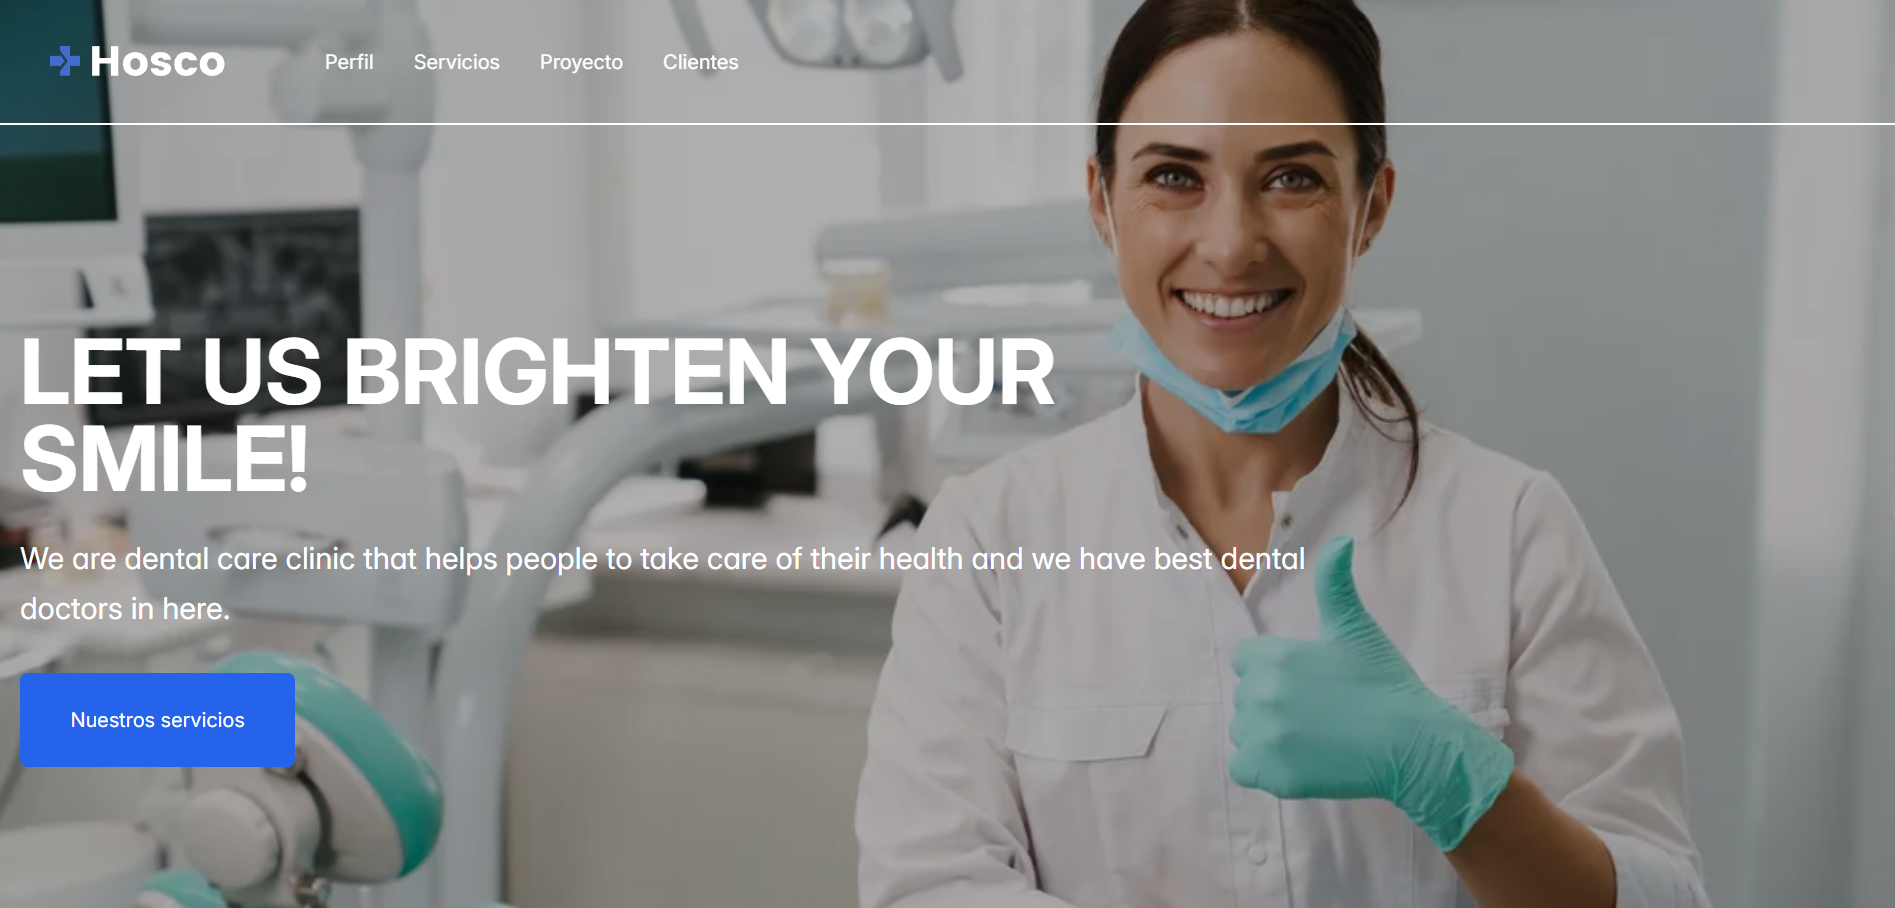 Hosco
Perfil Servicios Proyecto Clientes
LET US BRIGHTEN YOUR
SMILE!
We are dental care clinic that helps people to take care of their health and we have best dental
doctors in here.
Nuestros servicios